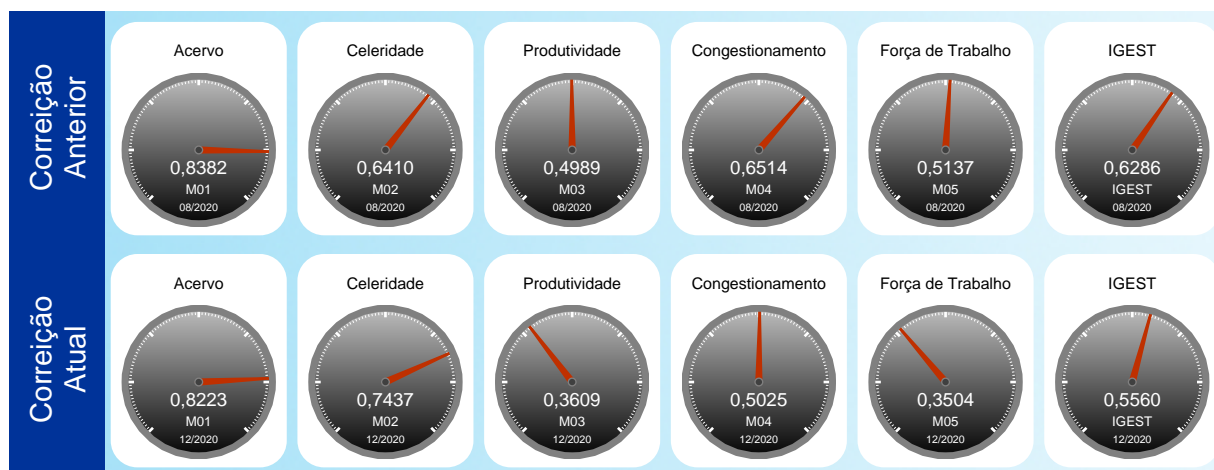 Correição
Anterior
Acervo
0,8382
M01
08/2020
Celeridade
0,6410
M02
08/2020
Produtividade
0,4989
M03
08/2020
Congestionamento
0,6514
M04
08/2020
Força de Trabalho
0,5137
M05
08/2020
IGEST
0,6286
IGEST
08/2020
Correição
Atual
Acervo
0,8223
M01
12/2020
Celeridade
0,7437
M02
12/2020
Produtividade
0,3609
M03
12/2020
Congestionamento
0,5025
M04
12/2020
Força de Trabalho
0,3504
M05
12/2020
IGEST
0,5560
IGEST
12/2020